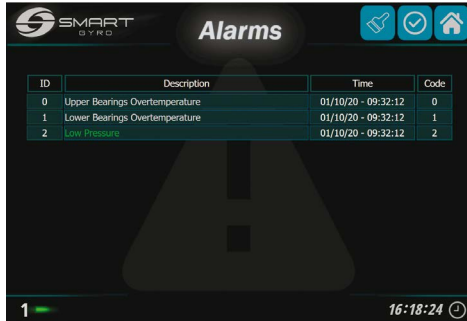 SMART
GYRO
Alarms
ID Description Time Code
0 Upper Bearings Overtemperature 01/10/20 - 09:32:12 0
1 Lower Bearings Overtemperature 01/10/20 - 09:32:12 1
2 Low Pressure 01/10/20 - 09:32:12 2
1 16:18:24